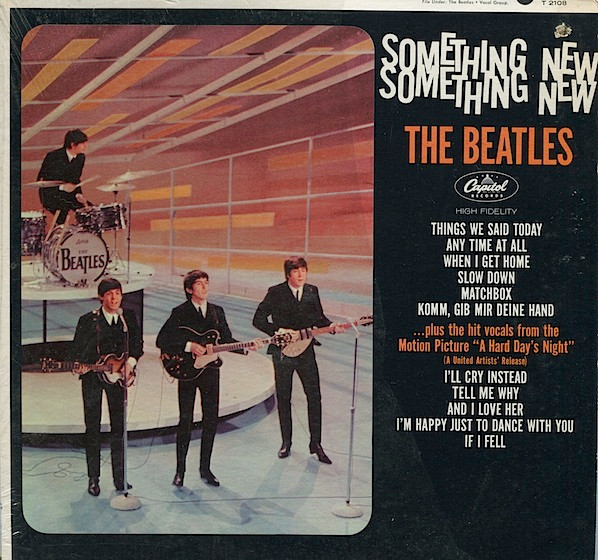 File Under: The Beatles • Vocal Group.
T 2108
SOMETHING NEW
SOMETHING NEW
THE BEATLES
Capitol
RECORDS
HIGH FIDELITY
THINGS WE SAID TODAY
ANY TIME AT ALL
WHEN I GET HOME
SLOW DOWN
MATCHBOX
KOMM, GIB MIR DEINE HAND
...plus the hit vocals from the
Motion Picture "A Hard Day's Night"
(A United Artists' Release)
I'LL CRY INSTEAD
TELL ME WHY
AND I LOVE HER
I'M HAPPY JUST TO DANCE WITH YOU
IF I FELL
Ludwig
THE
BEATLES